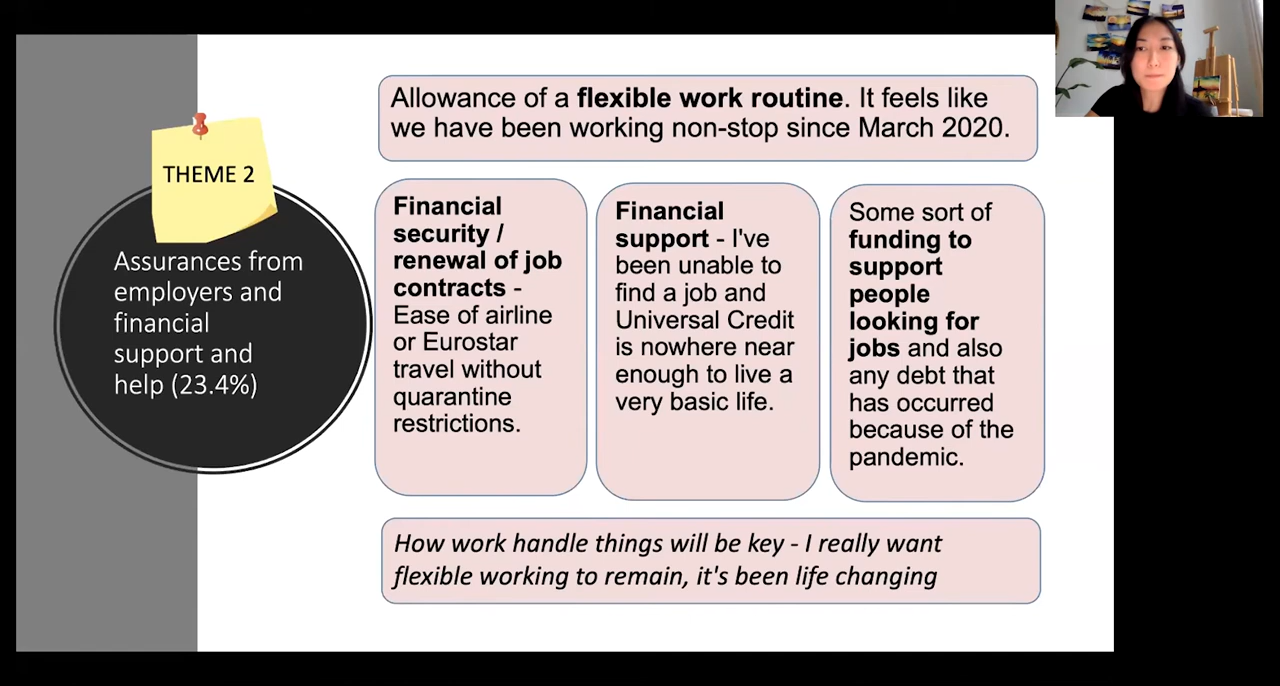 THEME 2
Assurances from
employers and
financial
support and
help (23.4%)
Allowance of a flexible work routine. It feels like
we have been working non-stop since March 2020.
Financial
security /
renewal of job
contracts -
Ease of airline
or Eurostar
travel without
quarantine
restrictions.
Financial
support - I've
been unable to
find a job and
Universal Credit
is nowhere near
enough to live a
very basic life.
Some sort of
funding to
support
people
looking for
jobs and also
any debt that
has occurred
because of the
pandemic.
How work handle things will be key - I really want
flexible working to remain, it's been life changing